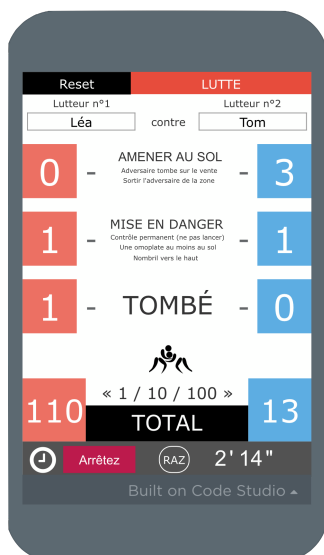 Reset LUTTE
Lutteur n°1 Lutteur n°2
Léa contre Tom
0 - AMENER AU SOL - 3
Adversaire tombe sur le vente
Sortir l'adversaire de la zone
1 - MISE EN DANGER - 1
Contrôle permanent (ne pas lancer)
Une omoplate au moins au sol
Nombril vers le haut
1 - TOMBÉ - 0
« 1 / 10 / 100 »
110 TOTAL 13
Arrêtez RAZ 2'14"
Built on Code Studio